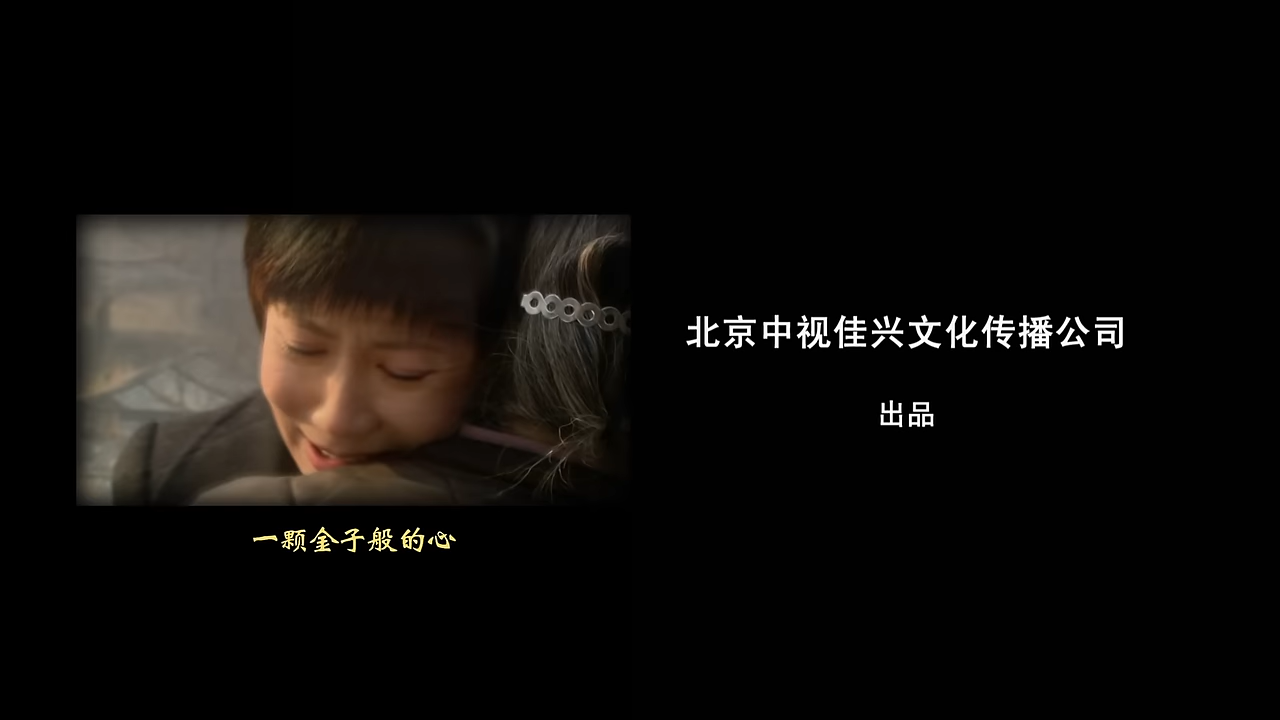 北京中视佳兴文化传播公司
出品
一颗金子般的心